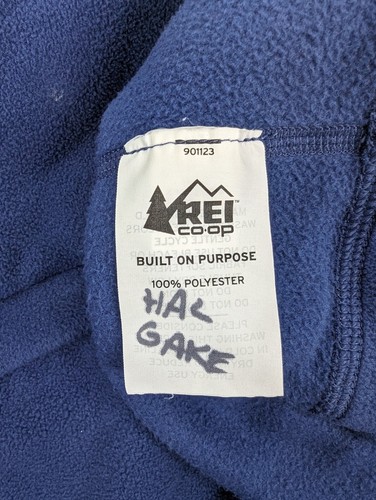 901123
REI
CO·OP
BUILT ON PURPOSE
100% POLYESTER
HAL
GAKE